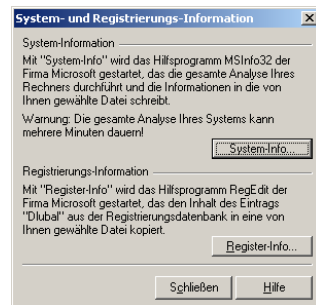 System- und Registrierungs-Information
System-Information
Mit "System-Info" wird das Hilfsprogramm MSInfo32 der
Firma Microsoft gestartet, das die gesamte Analyse Ihres
Rechners durchführt und die Informationen in die von
Ihnen gewählte Datei schreibt.
Warnung: Die gesamte Analyse Ihres Systems kann
mehrere Minuten dauern!
System-Info...
Registrierungs-Information
Mit "Register-Info" wird das Hilfsprogramm RegEdit der
Firma Microsoft gestartet, das den Inhalt des Eintrags
"Dlubal" aus der Registrierungsdatenbank in eine von
Ihnen gewählte Datei kopiert.
Register-Info...
Schließen Hilfe